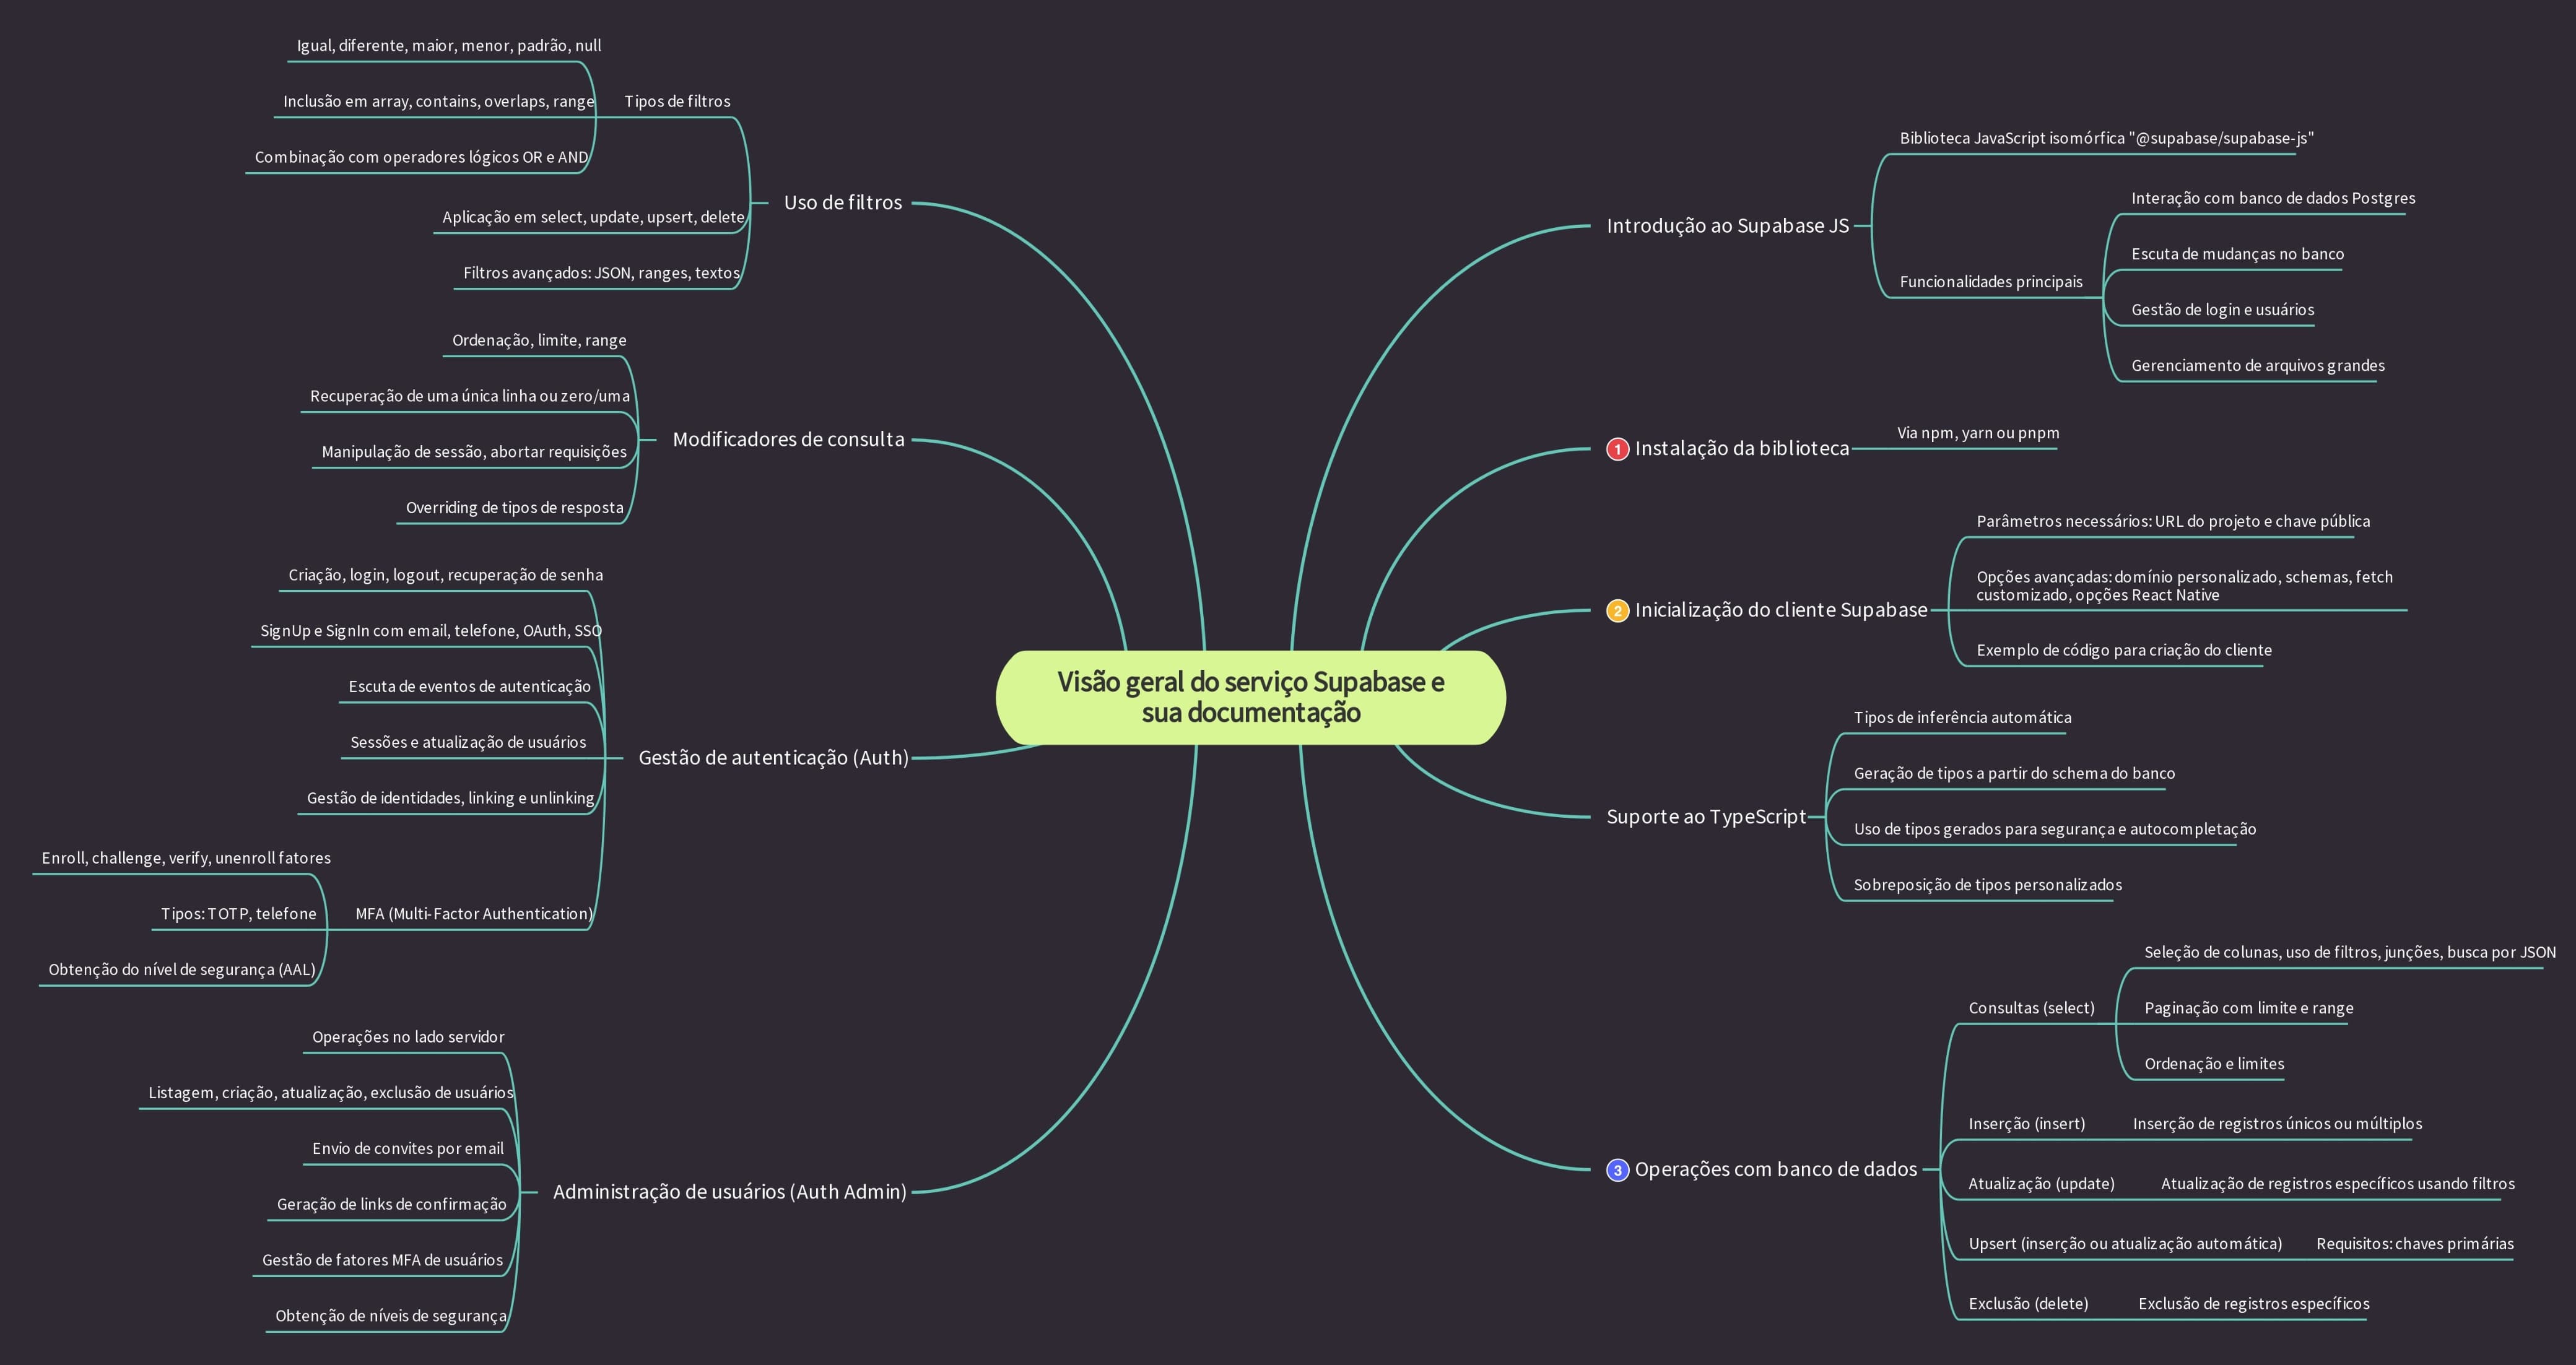 Visão geral do serviço Supabase e
sua documentação
Introdução ao Supabase JS
Biblioteca JavaScript isomórfica "@supabase/supabase-js"
Funcionalidades principais
Interação com banco de dados Postgres
Escuta de mudanças no banco
Gestão de login e usuários
Gerenciamento de arquivos grandes
1 Instalação da biblioteca
Via npm, yarn ou pnpm
2 Inicialização do cliente Supabase
Parâmetros necessários: URL do projeto e chave pública
Opções avançadas: domínio personalizado, schemas, fetch
customizado, opções React Native
Exemplo de código para criação do cliente
Suporte ao TypeScript
Tipos de inferência automática
Geração de tipos a partir do schema do banco
Uso de tipos gerados para segurança e autocompletação
Sobreposição de tipos personalizados
3 Operações com banco de dados
Consultas (select)
Seleção de colunas, uso de filtros, junções, busca por JSON
Paginação com limite e range
Ordenação e limites
Inserção (insert)
Inserção de registros únicos ou múltiplos
Atualização (update)
Atualização de registros específicos usando filtros
Upsert (inserção ou atualização automática)
Requisitos: chaves primárias
Exclusão (delete)
Exclusão de registros específicos
Uso de filtros
Tipos de filtros
Igual, diferente, maior, menor, padrão, null
Inclusão em array, contains, overlaps, range
Combinação com operadores lógicos OR e AND
Aplicação em select, update, upsert, delete
Filtros avançados: JSON, ranges, textos
Modificadores de consulta
Ordenação, limite, range
Recuperação de uma única linha ou zero/uma
Manipulação de sessão, abortar requisições
Overriding de tipos de resposta
Gestão de autenticação (Auth)
Criação, login, logout, recuperação de senha
SignUp e SignIn com email, telefone, OAuth, SSO
Escuta de eventos de autenticação
Sessões e atualização de usuários
Gestão de identidades, linking e unlinking
MFA (Multi-Factor Authentication)
Enroll, challenge, verify, unenroll fatores
Tipos: TOTP, telefone
Obtenção do nível de segurança (AAL)
Administração de usuários (Auth Admin)
Operações no lado servidor
Listagem, criação, atualização, exclusão de usuários
Envio de convites por email
Geração de links de confirmação
Gestão de fatores MFA de usuários
Obtenção de níveis de segurança